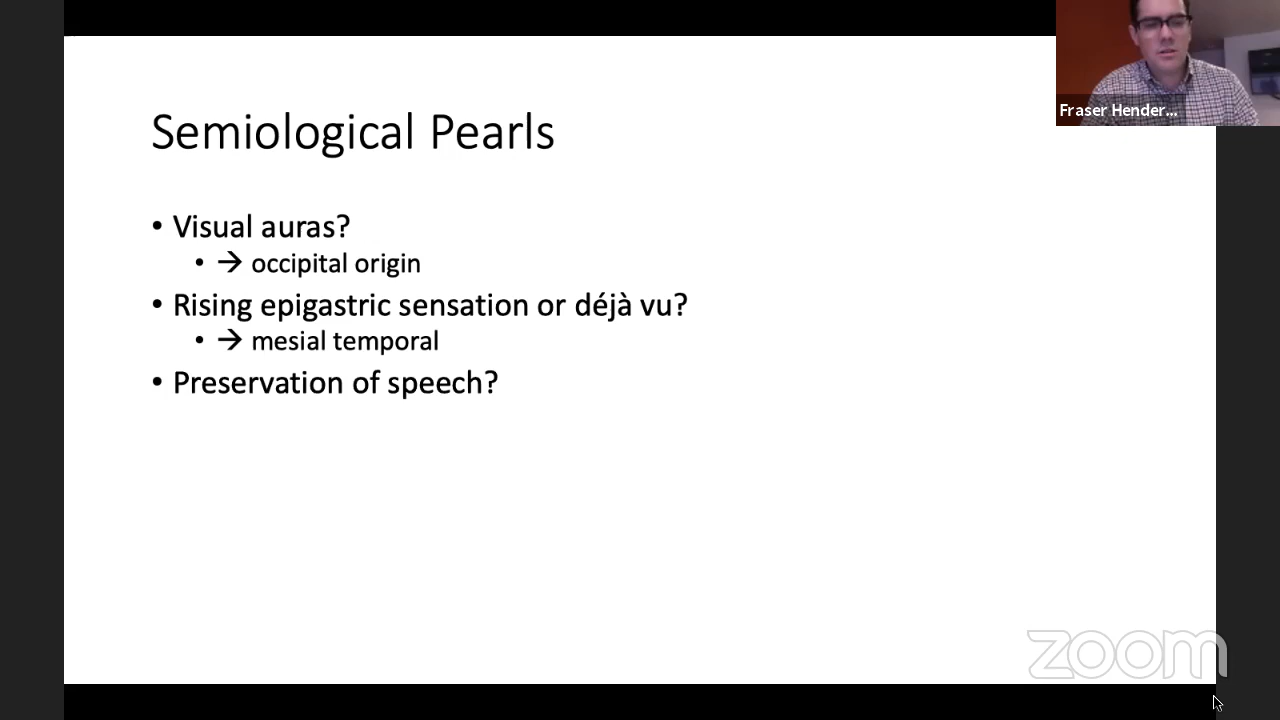 Fraser Hender...
Semiological Pearls
• Visual auras?
• → occipital origin
• Rising epigastric sensation or déjà vu?
• → mesial temporal
• Preservation of speech?
zoom